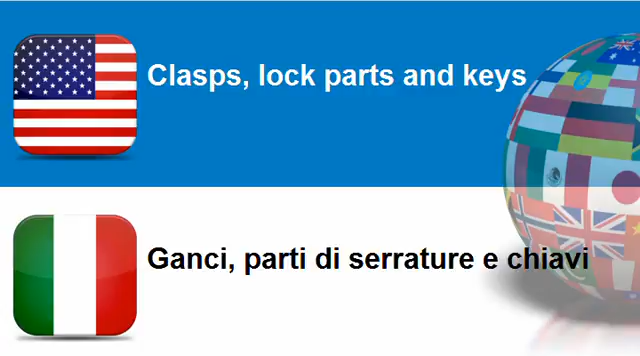 Clasps, lock parts and keys
Ganci, parti di serrature e chiavi